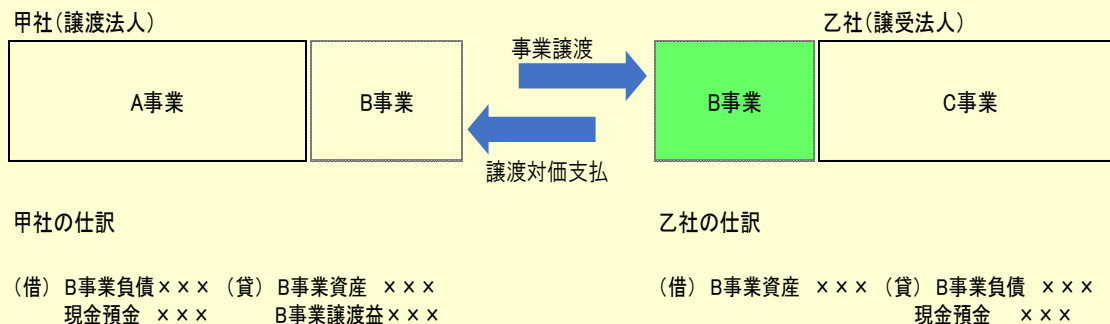 甲社(譲渡法人)
乙社(譲受法人)
事業譲渡
A事業
B事業
B事業
C事業
譲渡対価支払
甲社の仕訳
乙社の仕訳
(借) B事業負債××× (貸) B事業資産 ×××
現金預金 ××× B事業譲渡益×××
(借) B事業資産 ××× (貸) B事業負債 ×××
現金預金 ×××